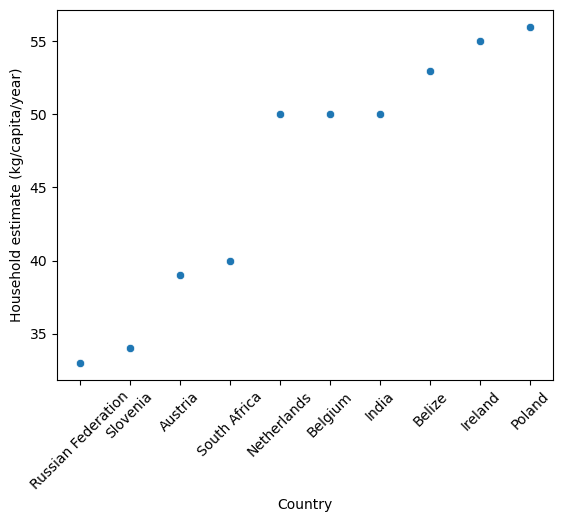 Household estimate (kg/capita/year)
55
50
45
40
35
Russian Federation
Slovenia
Austria
South Africa
Netherlands
Belgium
India
Belize
Ireland
Poland
Country